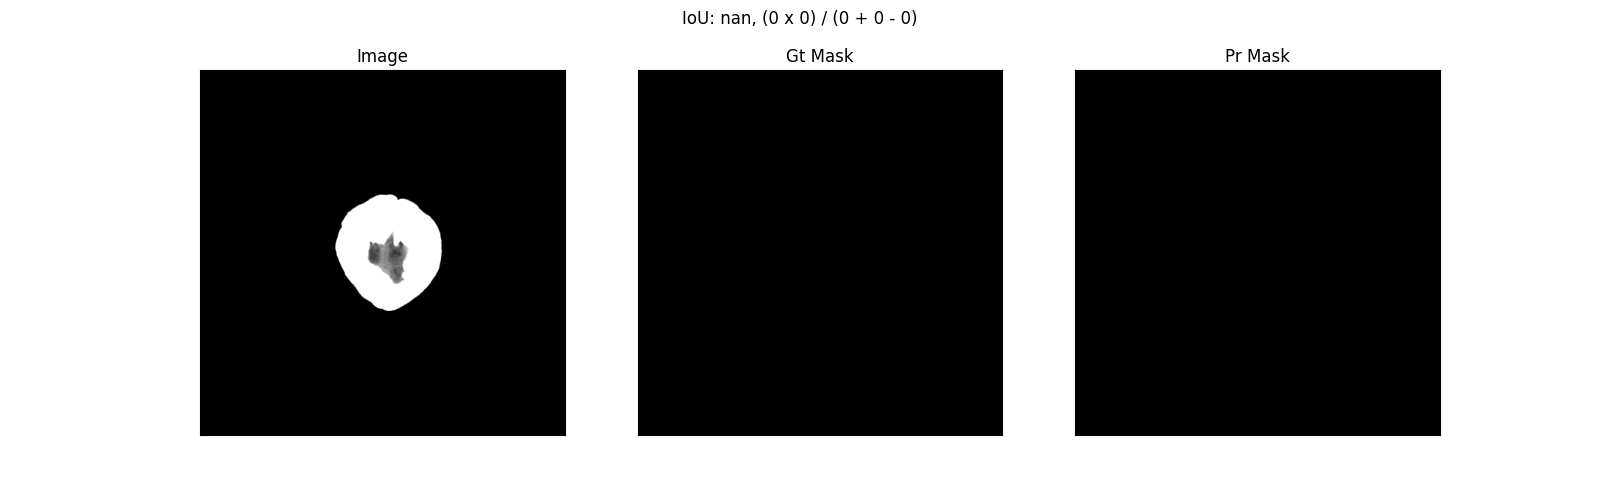 IoU: nan, (0 x 0) / (0 + 0 - 0)
Image
Gt Mask
Pr Mask